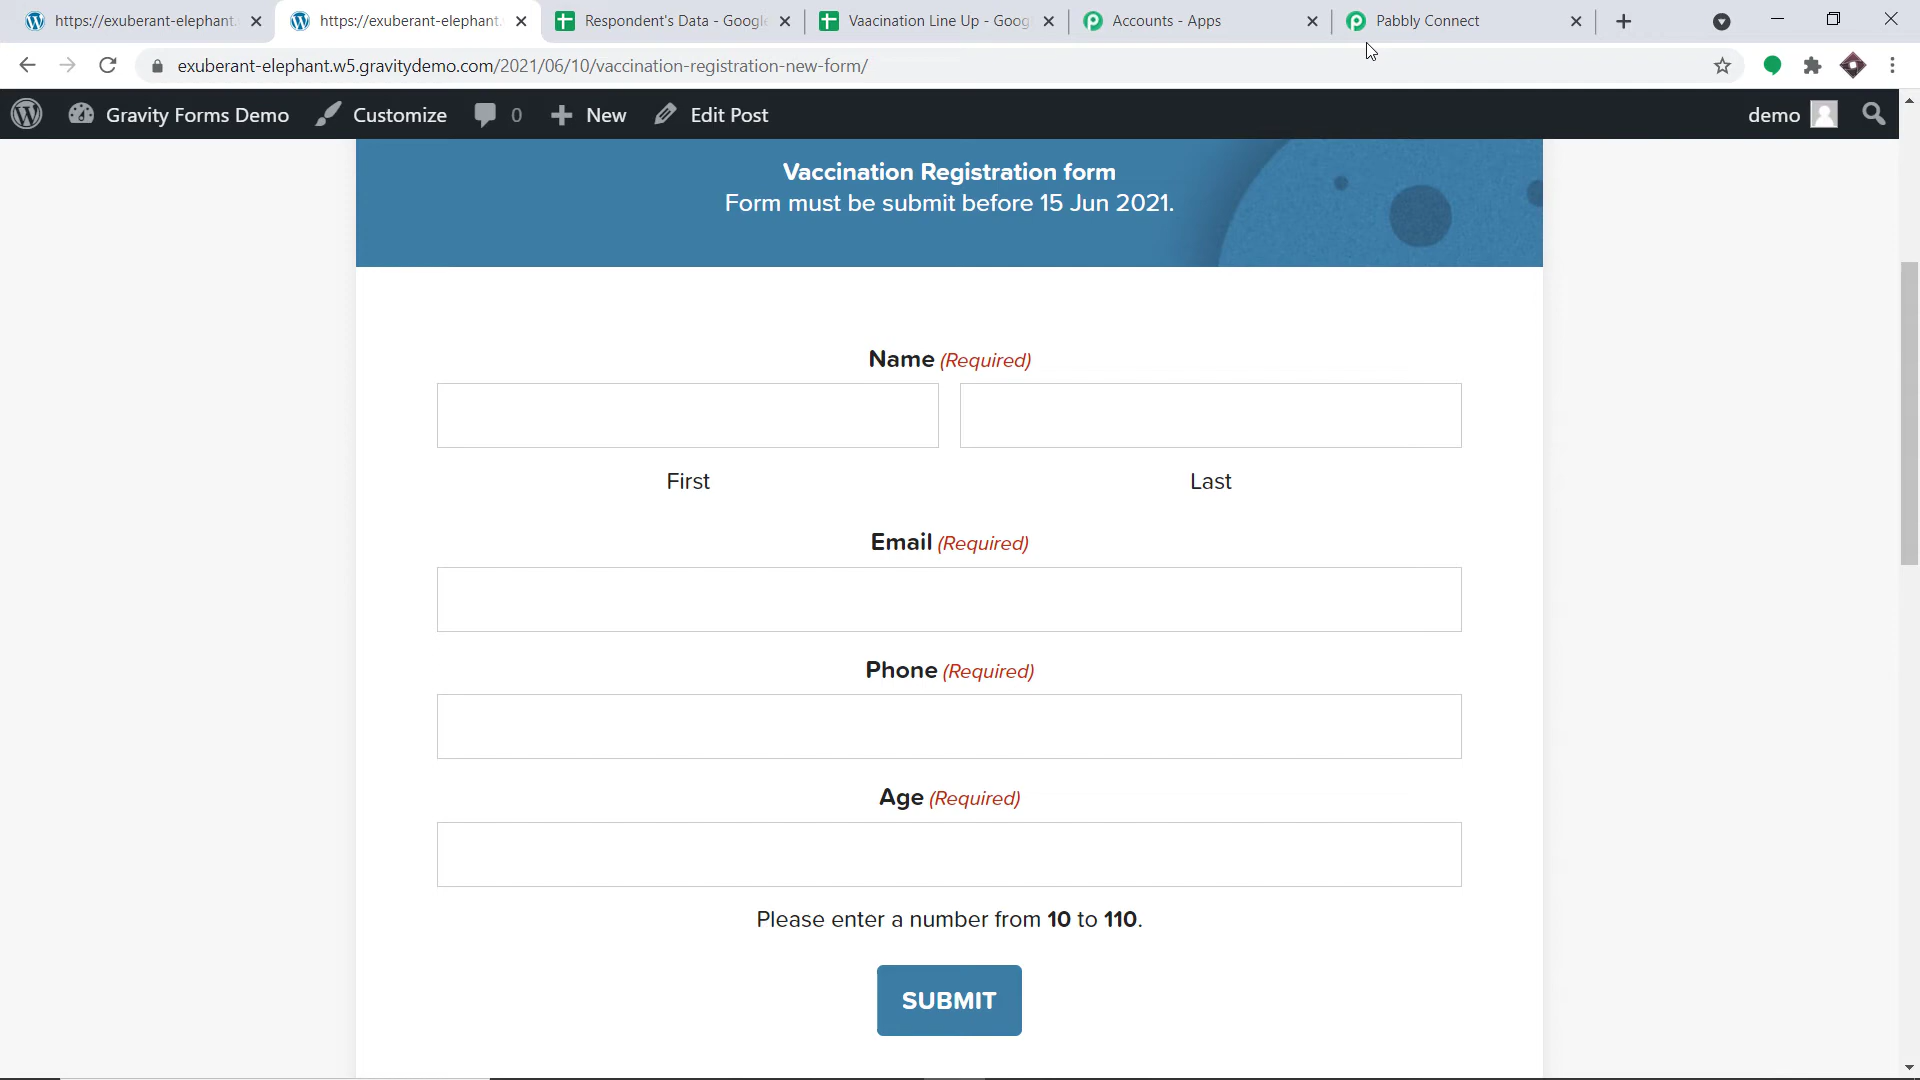 https://exuberant-elephant.
https://exuberant-elephant.
Respondent's Data - Google
Vaacination Line Up - Goog
Accounts - Apps
Pabbly Connect
exuberant-elephant.w5.gravitydemo.com/2021/06/10/vaccination-registration-new-form/
Gravity Forms Demo
Customize
0
New
Edit Post
demo
Vaccination Registration form
Form must be submit before 15 Jun 2021.
Name (Required)
First
Last
Email (Required)
Phone (Required)
Age (Required)
Please enter a number from 10 to 110.
SUBMIT